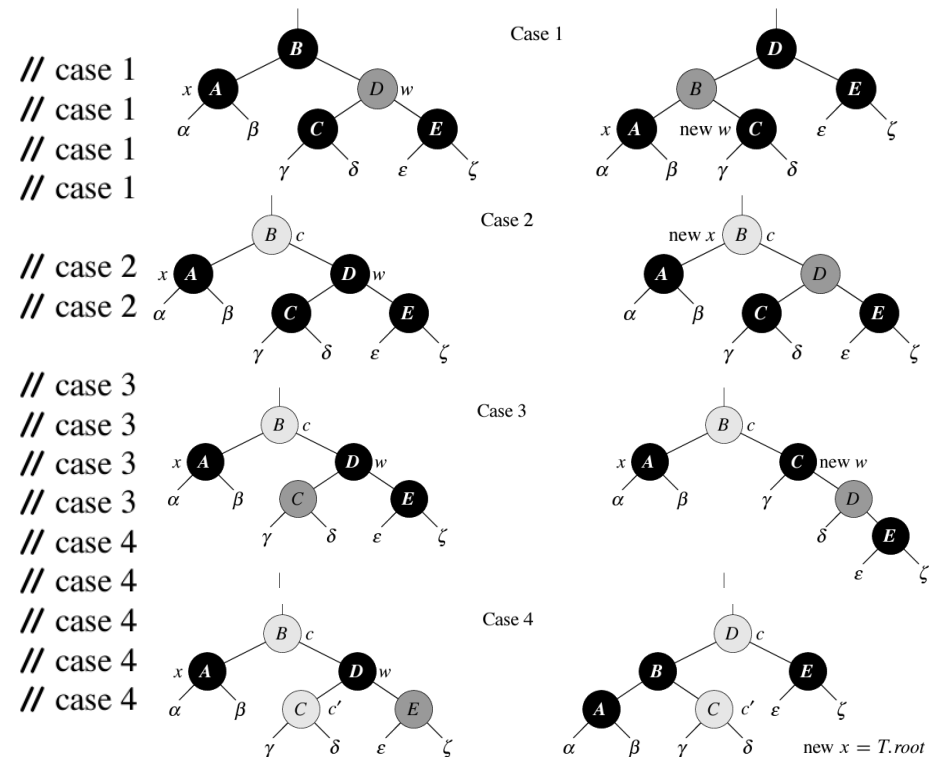 // case 1
// case 1
// case 1
// case 1
// case 2
// case 2
// case 3
// case 3
// case 3
// case 3
// case 4
// case 4
// case 4
// case 4
// case 4
Case 1
B
x A D w
α β C E
γ δ ε ζ
D
B E
x A new w C ε ζ
α β γ δ
Case 2
B c
x A D w
α β C E
γ δ ε ζ
new x B c
A D
α β C E
γ δ ε ζ
Case 3
B c
x A D w
α β C E
γ δ ε ζ
B c
x A C new w
α β γ D
δ E
ε ζ
Case 4
B c
x A D w
α β C c′ E
γ δ ε ζ
D c
B E
A C c′ ε ζ
α β γ δ
new x = T.root